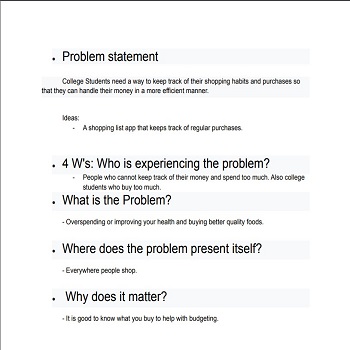 • Problem statement
College Students need a way to keep track of their shopping habits and purchases so
that they can handle their money in a more efficient manner.
Ideas:
- A shopping list app that keeps track of regular purchases.
• 4 W's: Who is experiencing the problem?
- People who cannot keep track of their money and spend too much. Also college
students who buy too much.
• What is the Problem?
- Overspending or improving your health and buying better quality foods.
• Where does the problem present itself?
- Everywhere people shop.
• Why does it matter?
- It is good to know what you buy to help with budgeting.